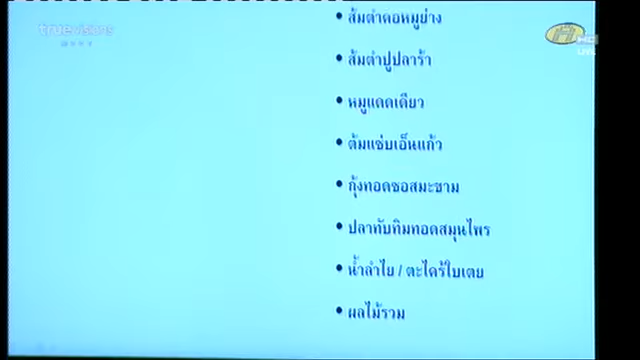 truevisions
• ส้มตำคอหมูย่าง
• ส้มตำปูปลาร้า
• หมูแดดเดียว
• ต้มแซ่บเอ็นแก้ว
• กุ้งทอดซอสมะขาม
• ปลาทับทิมทอดสมุนไพร
• น้ำลำไย / ตะไคร้ใบเตย
• ผลไม้รวม